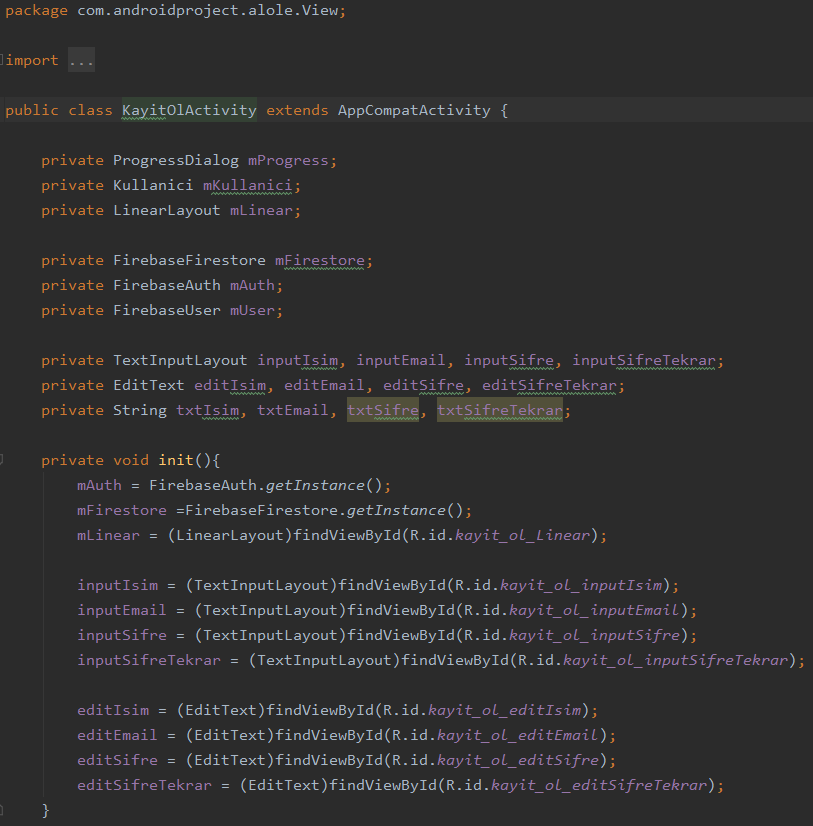 package com.androidproject.alole.View;
import ...
public class KayitOlActivity extends AppCompatActivity {
private ProgressDialog mProgress;
private Kullanici mKullanici;
private LinearLayout mLinear;
private FirebaseFirestore mFirestore;
private FirebaseAuth mAuth;
private FirebaseUser mUser;
private TextInputLayout inputIsim, inputEmail, inputSifre, inputSifreTekrar;
private EditText editIsim, editEmail, editSifre, editSifreTekrar;
private String txtIsim, txtEmail, txtSifre, txtSifreTekrar;
private void init(){
mAuth = FirebaseAuth.getInstance();
mFirestore =FirebaseFirestore.getInstance();
mLinear = (LinearLayout)findViewById(R.id.kayit_ol_Linear);
inputIsim = (TextInputLayout)findViewById(R.id.kayit_ol_inputIsim);
inputEmail = (TextInputLayout)findViewById(R.id.kayit_ol_inputEmail);
inputSifre = (TextInputLayout)findViewById(R.id.kayit_ol_inputSifre);
inputSifreTekrar = (TextInputLayout)findViewById(R.id.kayit_ol_inputSifreTekrar);
editIsim = (EditText)findViewById(R.id.kayit_ol_editIsim);
editEmail = (EditText)findViewById(R.id.kayit_ol_editEmail);
editSifre = (EditText)findViewById(R.id.kayit_ol_editSifre);
editSifreTekrar = (EditText)findViewById(R.id.kayit_ol_editSifreTekrar);
}